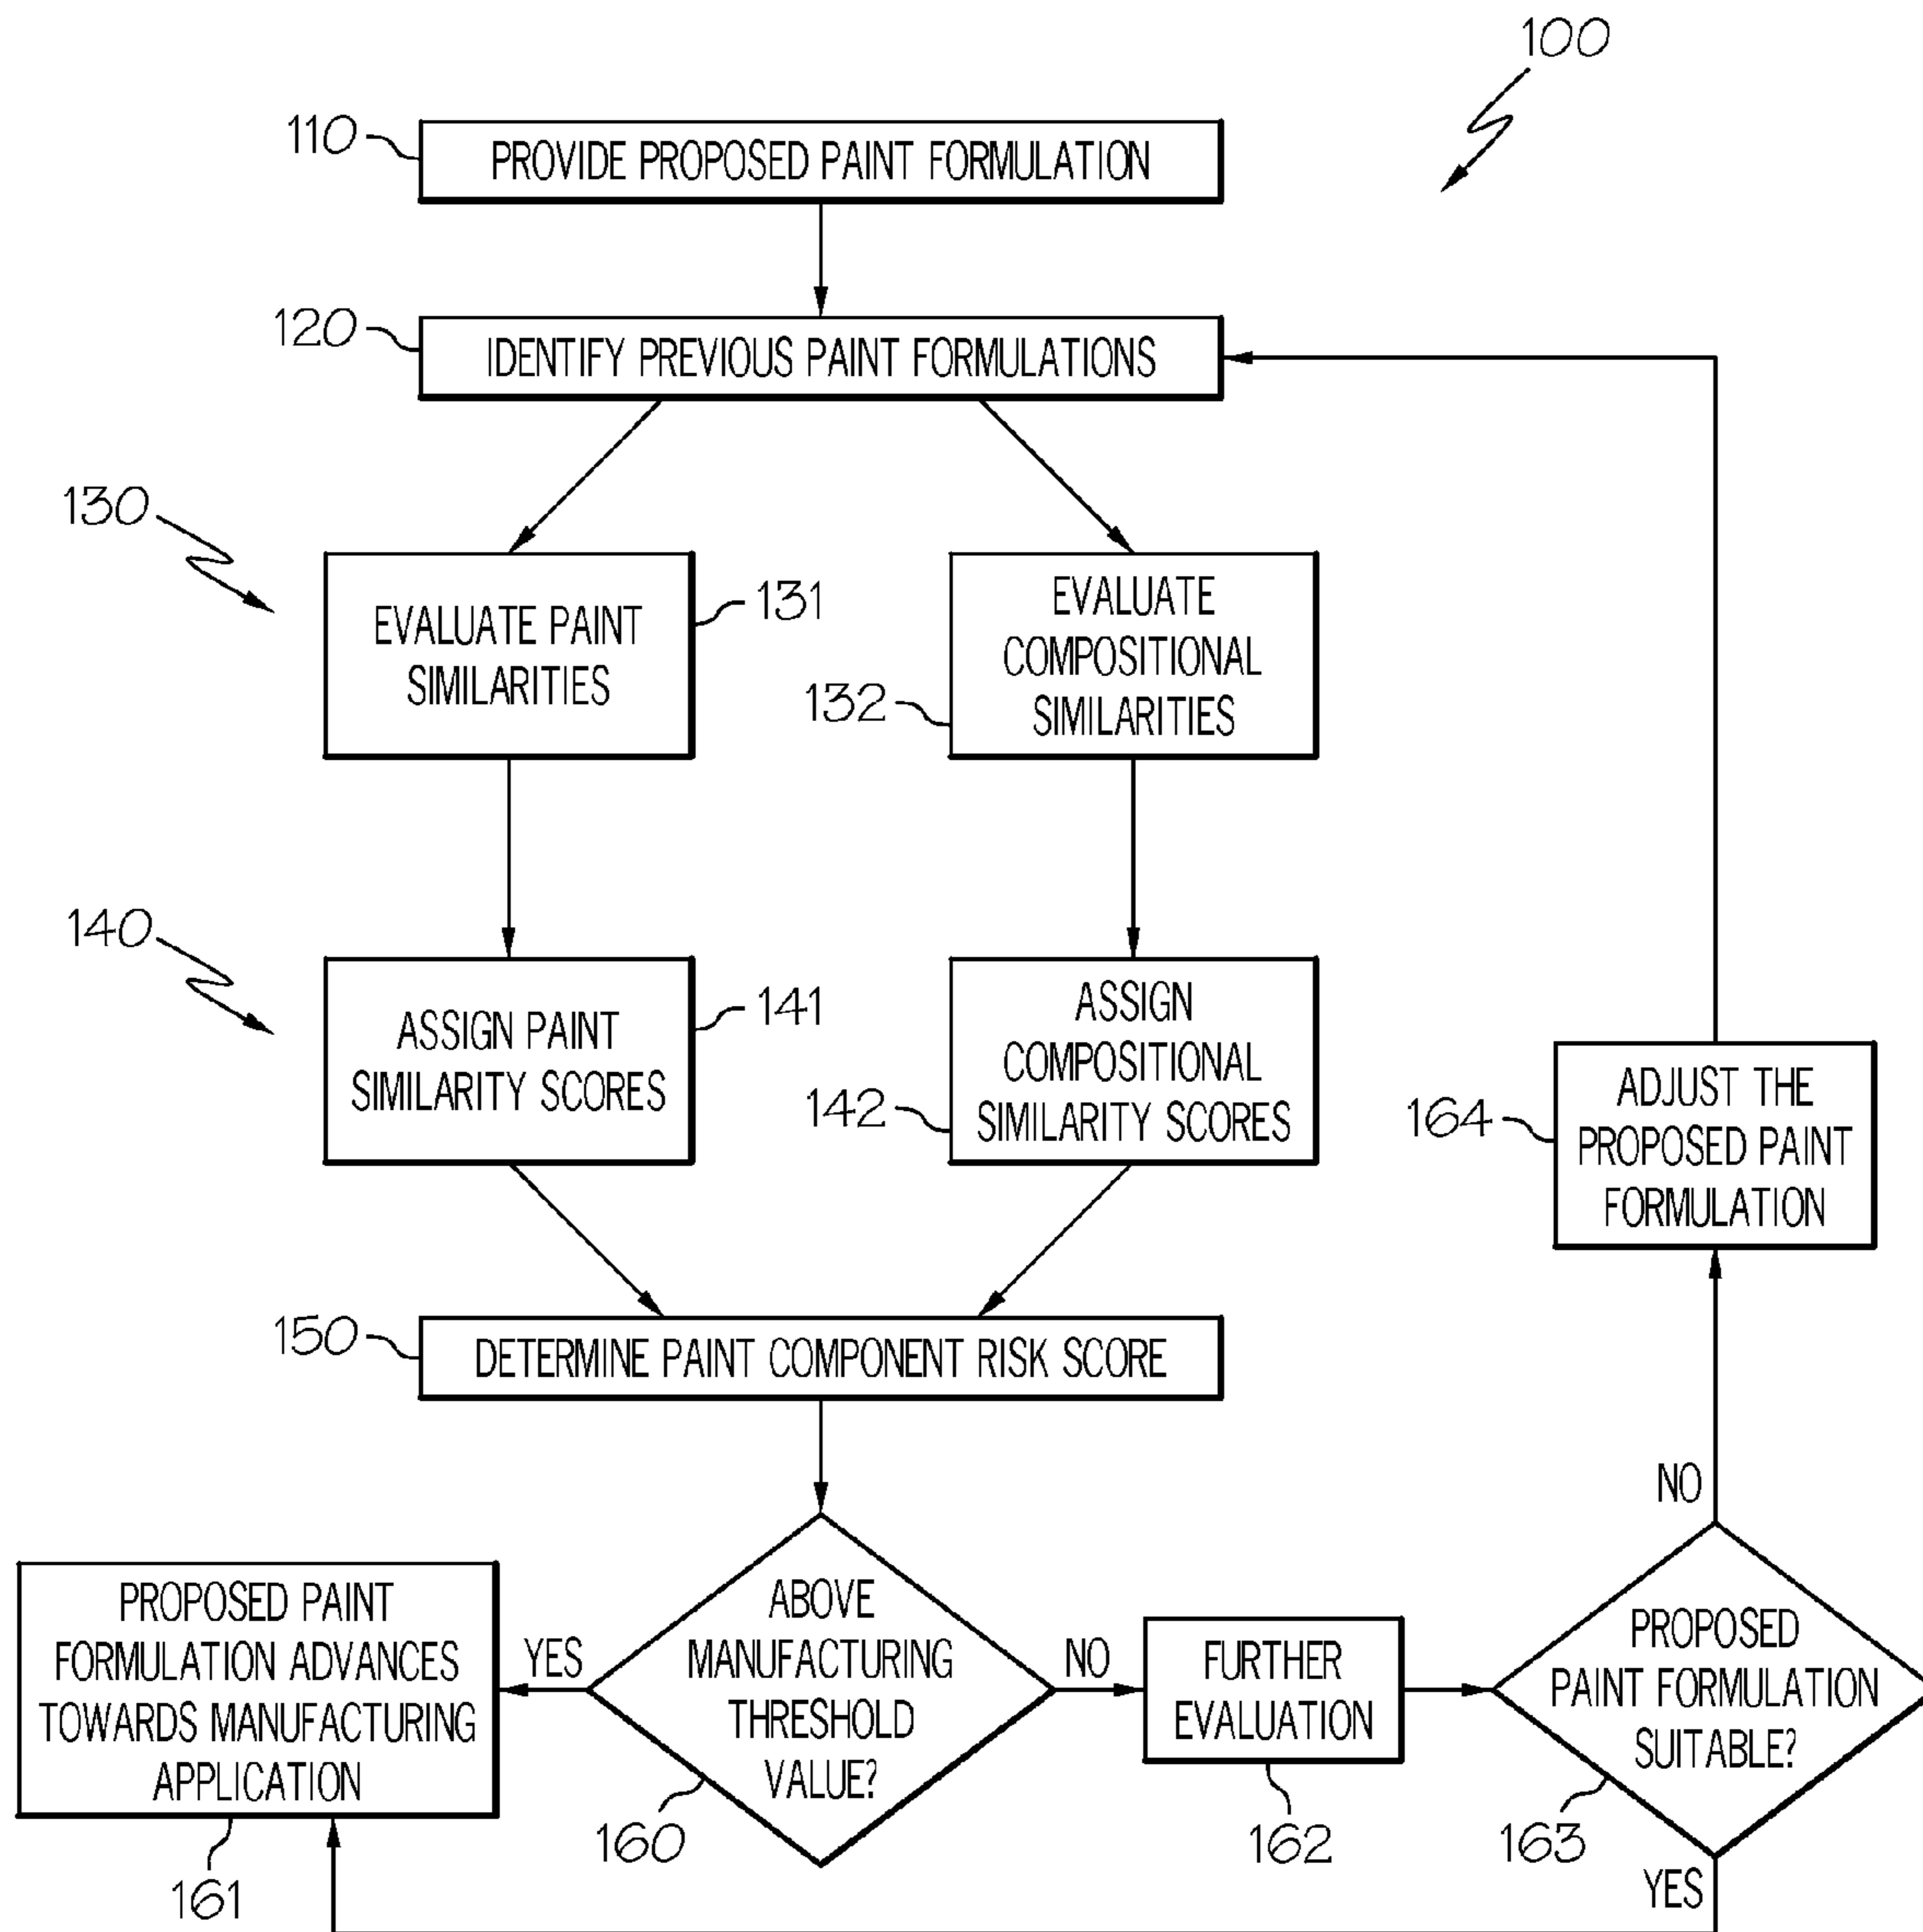 100
110
PROVIDE PROPOSED PAINT FORMULATION
120
IDENTIFY PREVIOUS PAINT FORMULATIONS
130
EVALUATE PAINT
SIMILARITIES
131
EVALUATE
COMPOSITIONAL
SIMILARITIES
132
140
ASSIGN PAINT
SIMILARITY SCORES
141
ASSIGN
COMPOSITIONAL
SIMILARITY SCORES
142
164
ADJUST THE
PROPOSED PAINT
FORMULATION
150
DETERMINE PAINT COMPONENT RISK SCORE
NO
PROPOSED PAINT
FORMULATION ADVANCES
TOWARDS MANUFACTURING
APPLICATION
161
YES
ABOVE
MANUFACTURING
THRESHOLD
VALUE?
160
NO
FURTHER
EVALUATION
162
PROPOSED
PAINT FORMULATION
SUITABLE?
163
YES